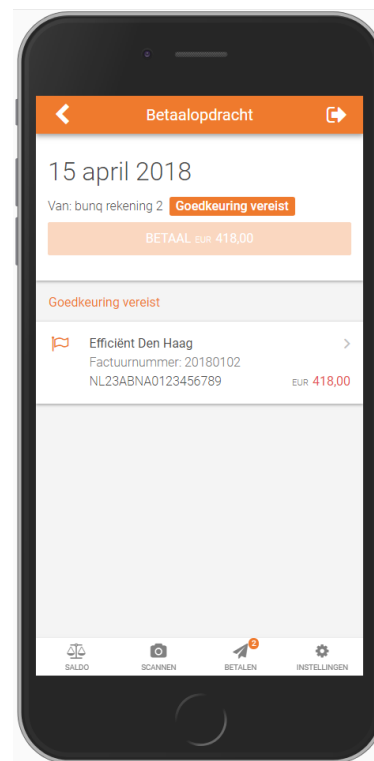 Betaalopdracht
15 april 2018
Van: bunq rekening 2 Goedkeuring vereist
BETAAL EUR 418,00
Goedkeuring vereist
Efficiënt Den Haag
Factuurnummer: 20180102
NL23ABNA0123456789 EUR 418,00
2
SALDO SCANNEN BETALEN INSTELLINGEN